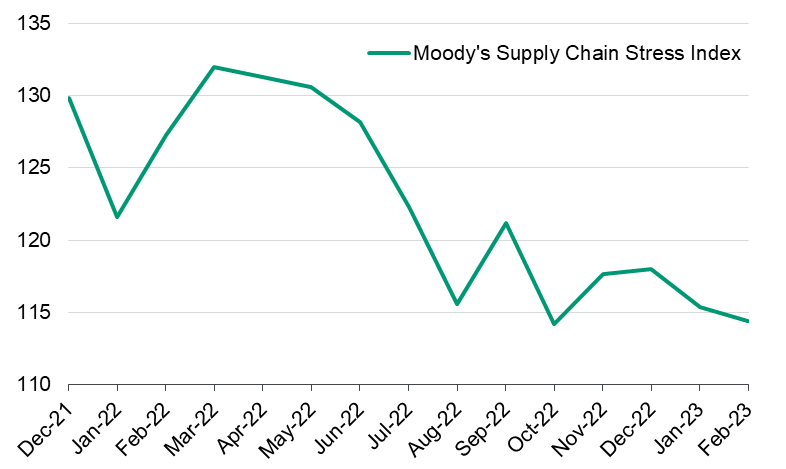 135
Moody's Supply Chain Stress Index
130
125
120
115
110
Dec-21
Jan-22
Feb-22
Mar-22
Apr-22
May-22
Jun-22
Jul-22
Aug-22
Sep-22
Oct-22
Nov-22
Dec-22
Jan-23
Feb-23